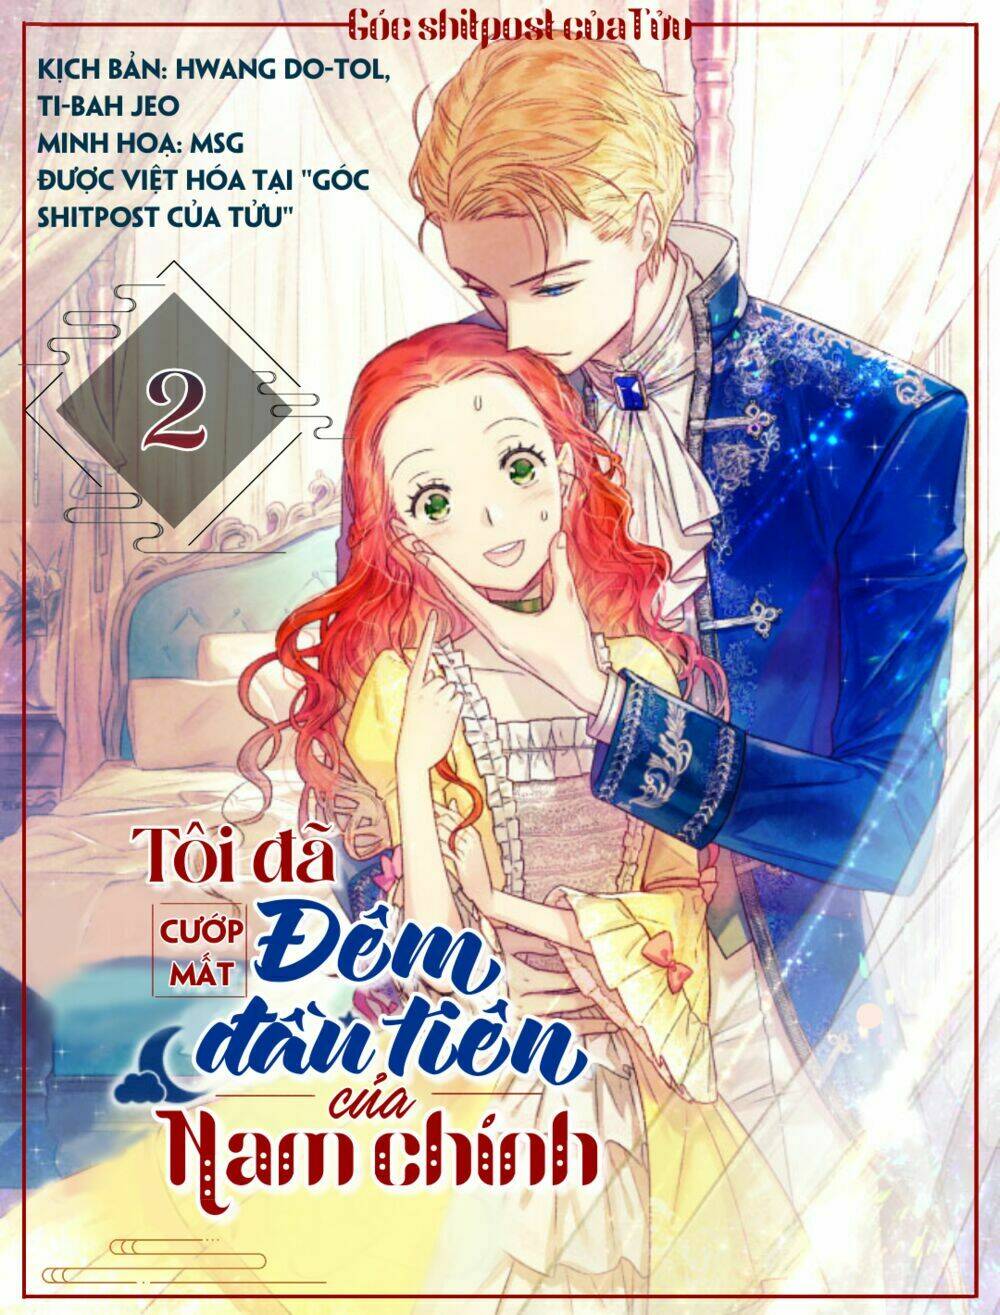 Góc shitpost của Tửu
KỊCH BẢN: HWANG DO-TOL,
TI-BAH JEO
MINH HOẠ: MSG
ĐƯỢC VIỆT HÓA TẠI "GÓC
SHITPOST CỦA TỬU"
2
Tôi đã
CƯỚP
MẤT
Đêm
đầu tiên
của
Nam chính